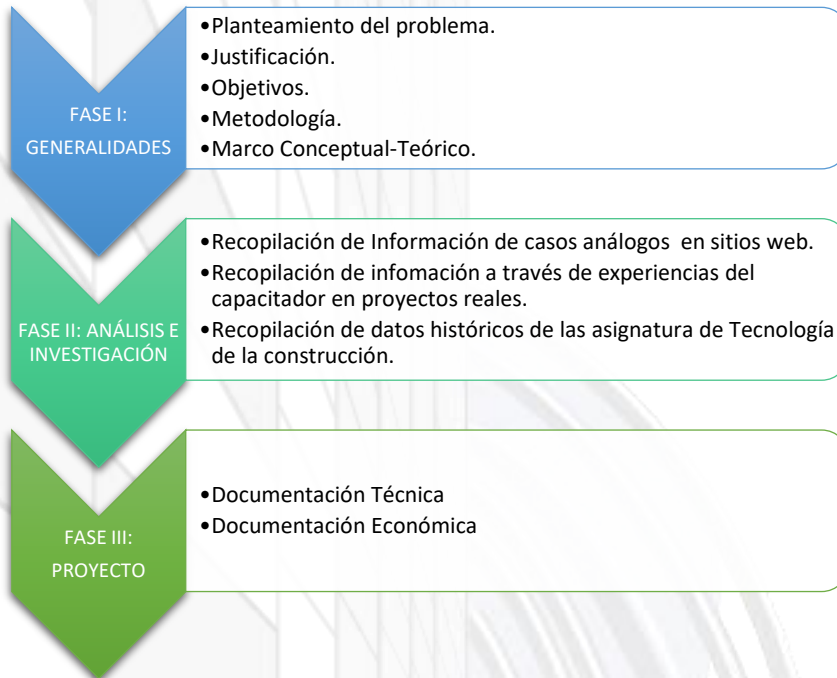 FASE I:
GENERALIDADES
•Planteamiento del problema.
•Justificación.
•Objetivos.
•Metodología.
•Marco Conceptual-Teórico.
FASE II: ANÁLISIS E
INVESTIGACIÓN
•Recopilación de Información de casos análogos en sitios web.
•Recopilación de infomación a través de experiencias del
capacitador en proyectos reales.
•Recopilación de datos históricos de las asignatura de Tecnología
de la construcción.
FASE III:
PROYECTO
•Documentación Técnica
•Documentación Económica